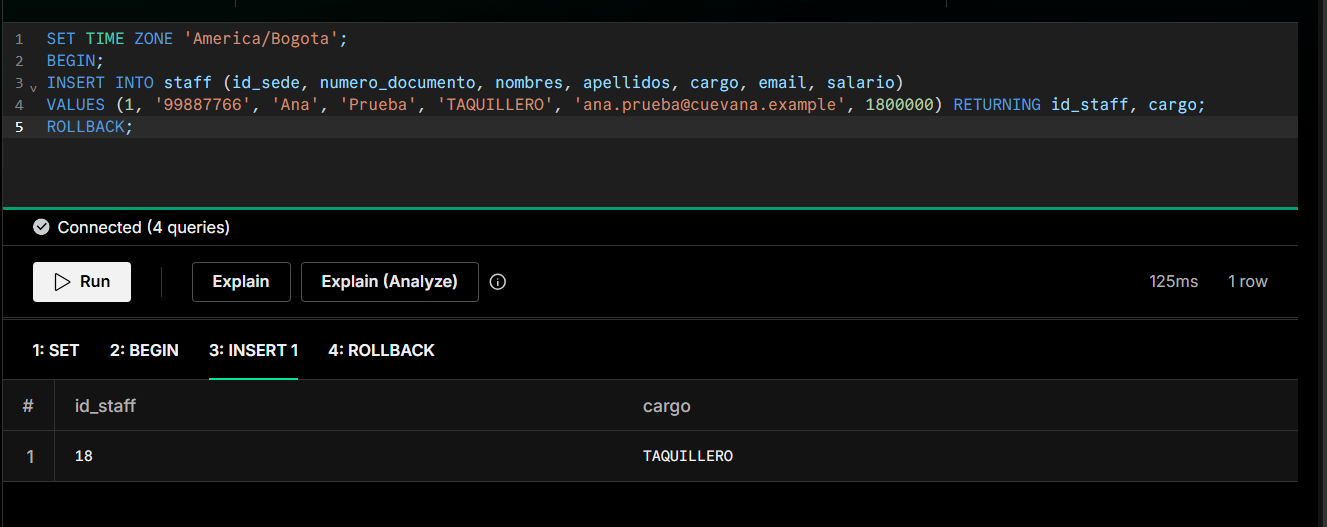 1 SET TIME ZONE 'America/Bogota';
2 BEGIN;
3 INSERT INTO staff (id_sede, numero_documento, nombres, apellidos, cargo, email, salario)
4 VALUES (1, '99887766', 'Ana', 'Prueba', 'TAQUILLERO', 'ana.prueba@cuevana.example', 1800000) RETURNING id_staff, cargo;
5 ROLLBACK;
Connected (4 queries)
Run Explain Explain (Analyze) 125ms 1 row
1: SET 2: BEGIN 3: INSERT 1 4: ROLLBACK
# id_staff cargo
1 18 TAQUILLERO